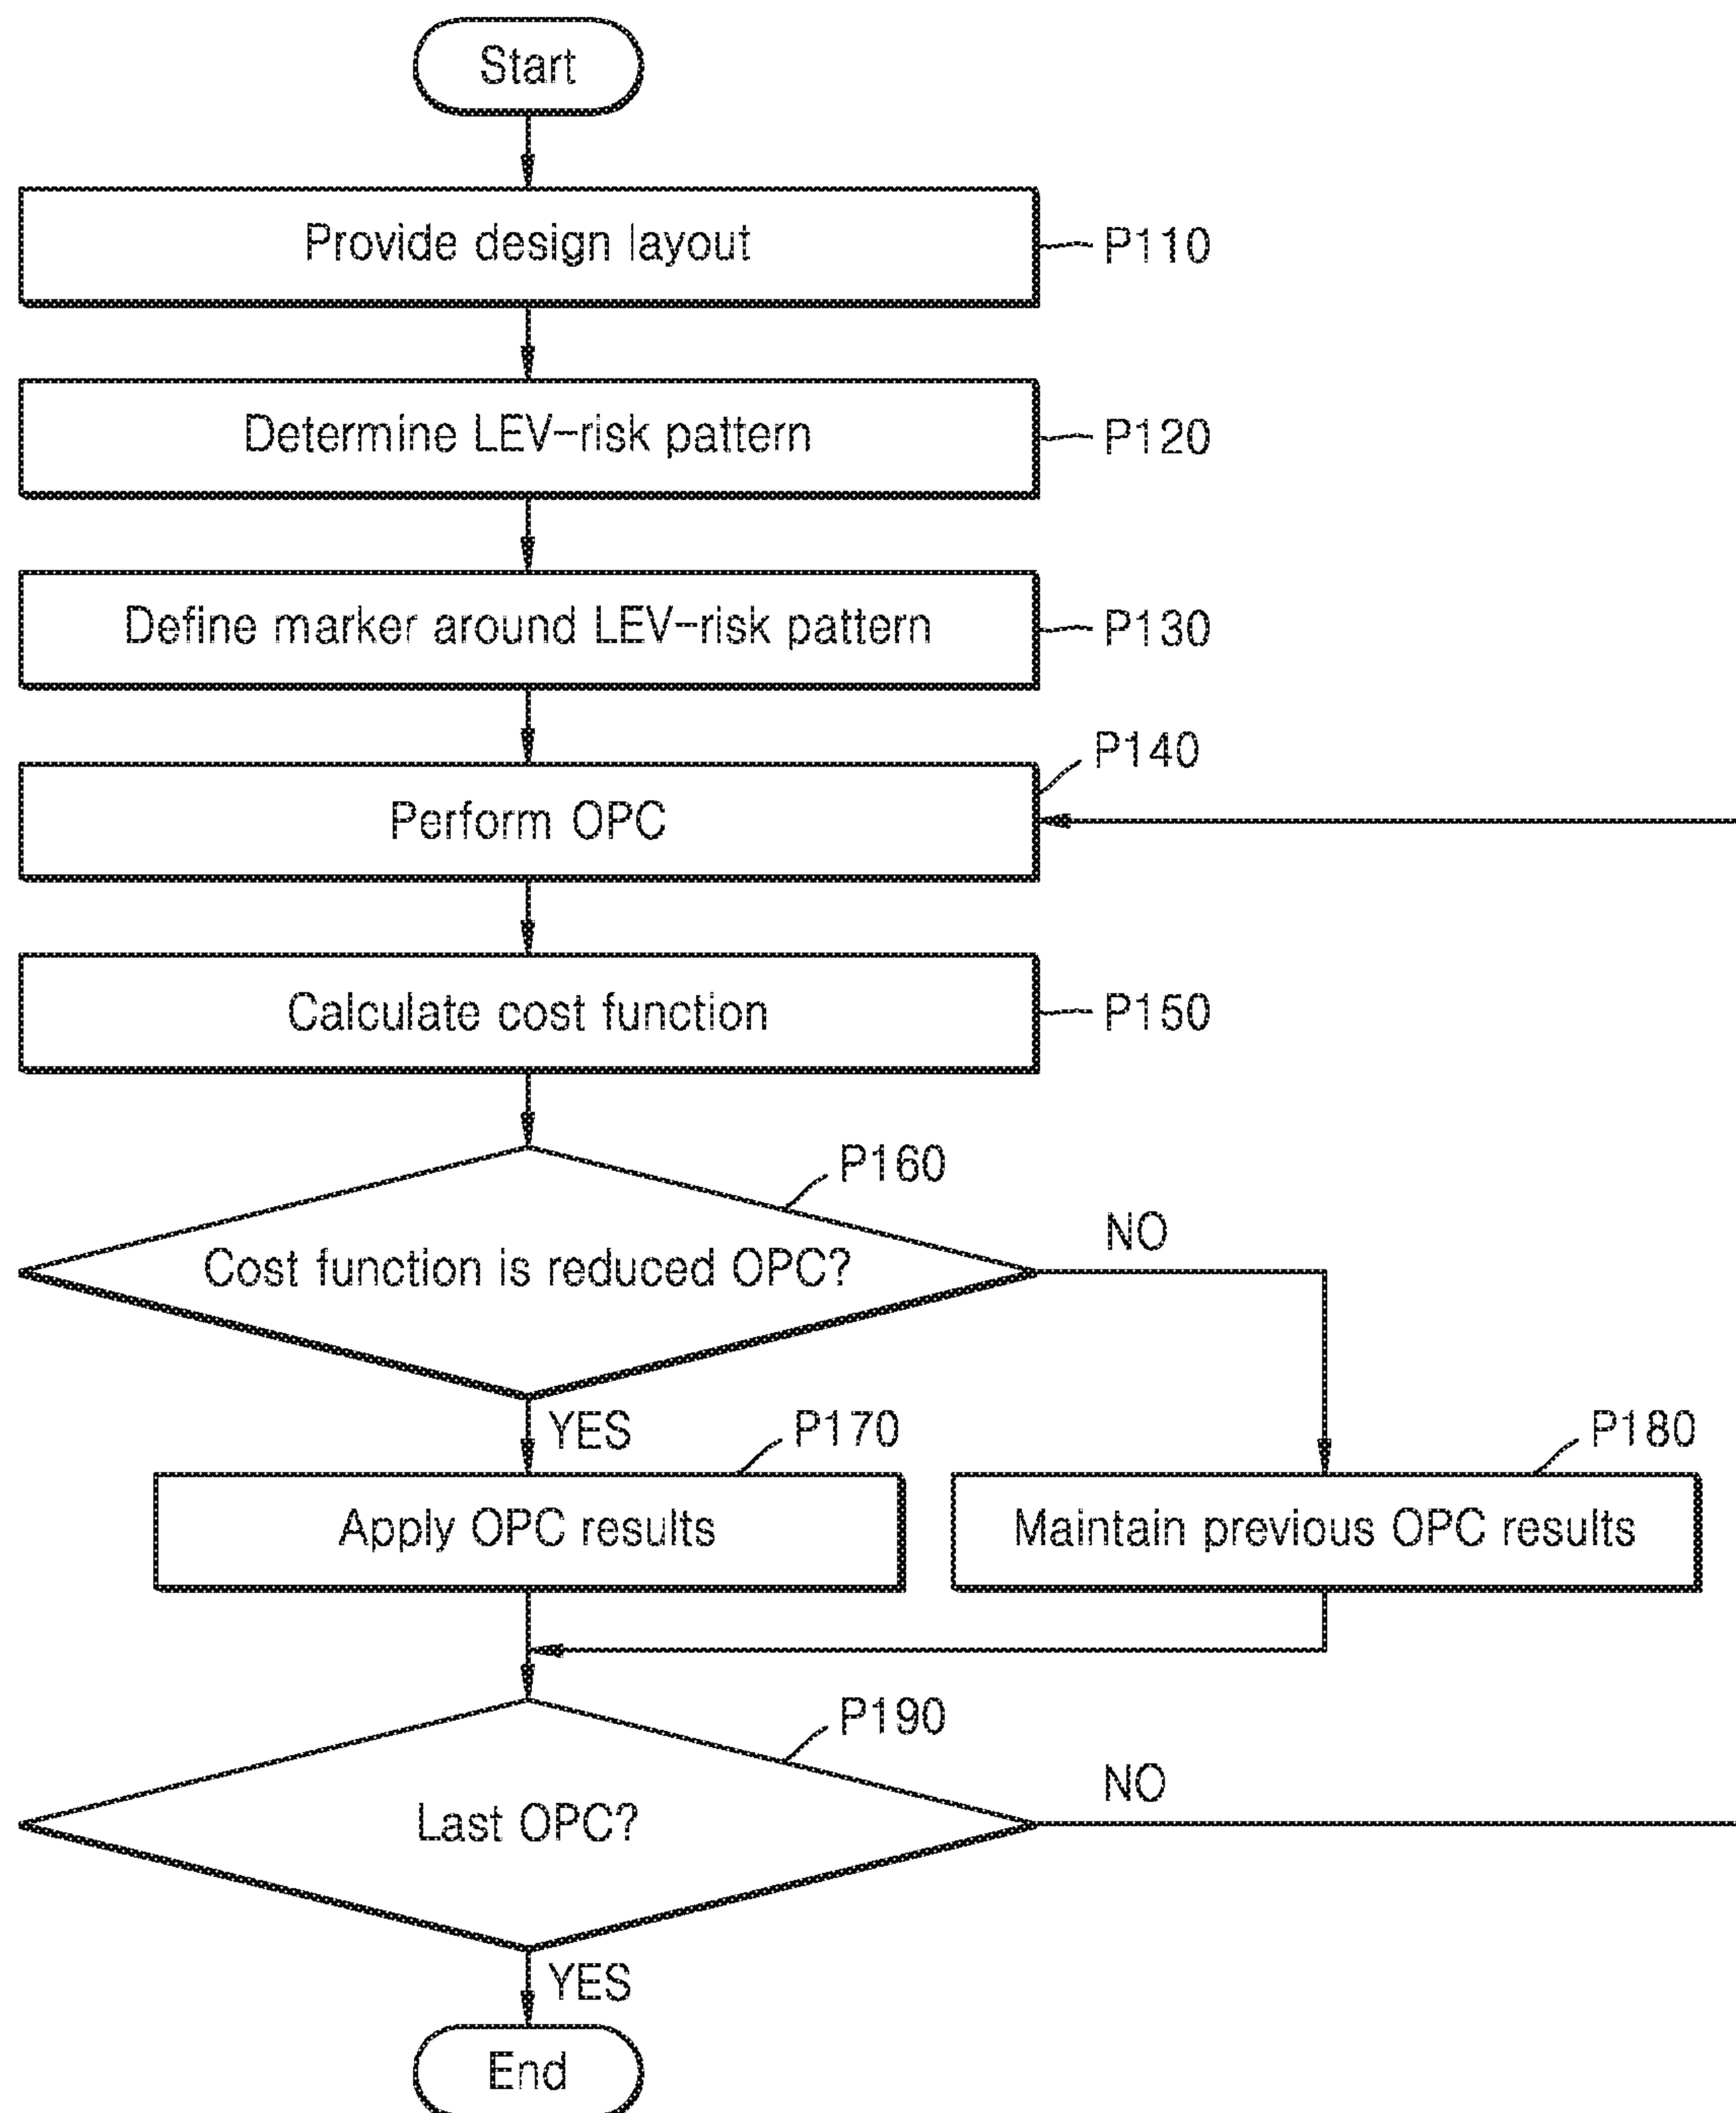 Start
Provide design layout
P110
Determine LEV-risk pattern
P120
Define marker around LEV-risk pattern
P130
P140
Perform OPC
Calculate cost function
P150
P160
NO
Cost function is reduced OPC?
YES
P170
P180
Apply OPC results
Maintain previous OPC results
P190
NO
Last OPC?
YES
End